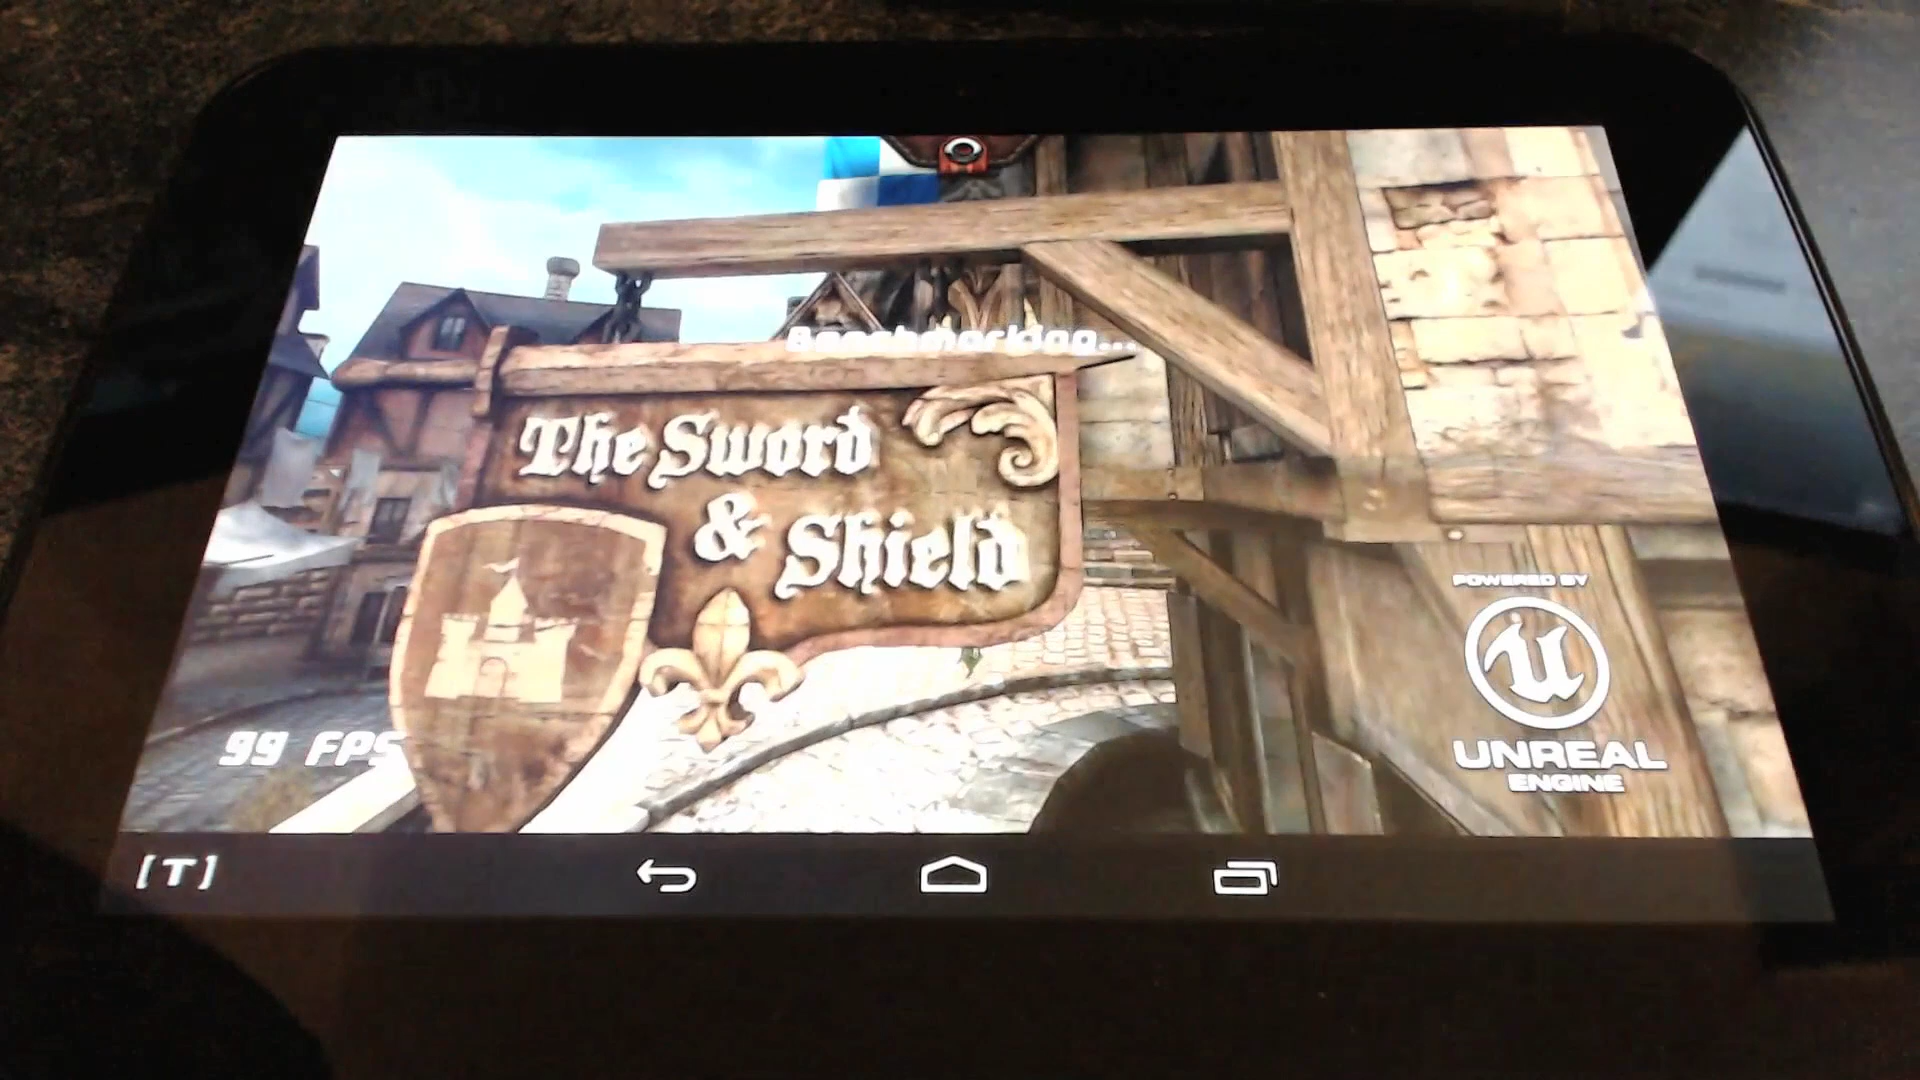 Benchmarking...
The Sword
& Shield
POWERED BY
UNREAL
ENGINE
99 FPS
[T]